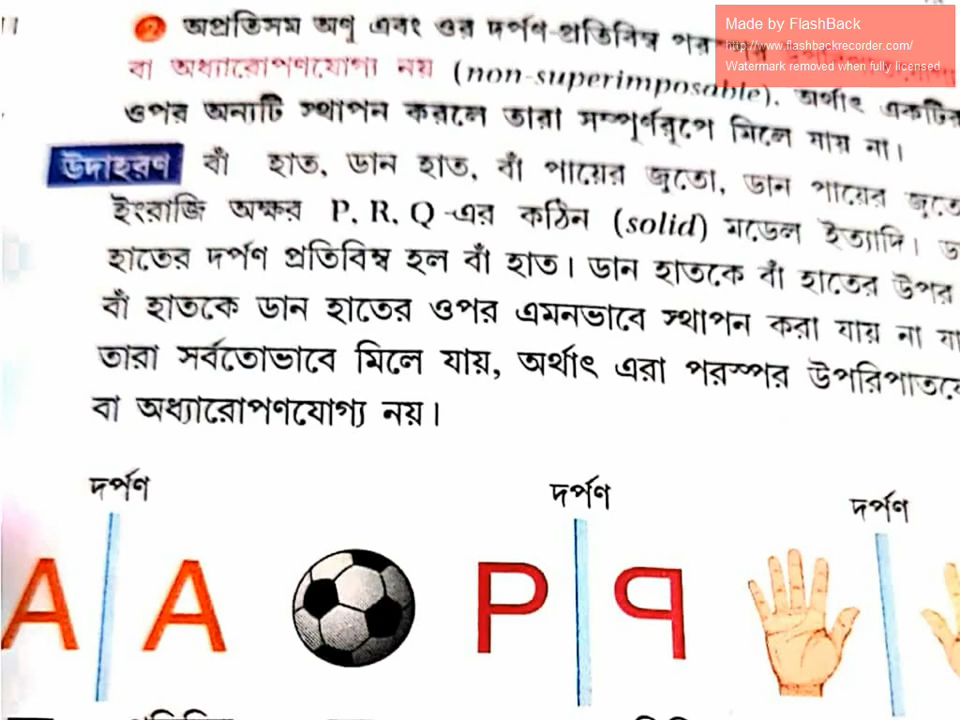 অপ্রতিসম অণু এবং ওর দর্পণ-প্রতিবিম্ব
Made by FlashBack
http://www.flashbackrecorder.com/
Watermark removed when fully licensed
বা অধ্যারোপণযোগ্য নয় (non-superimposable). অর্থাৎ একটির
ওপর অন্যটি স্থাপন করলে তারা সম্পূর্ণরূপে মিলে যায় না।
উদাহরণ বাঁ হাত, ডান হাত, বাঁ পায়ের জুতো, ডান পায়ের জুতো
ইংরাজি অক্ষর P, R, Q -এর কঠিন (solid) মডেল ইত্যাদি।
হাতের দর্পণ প্রতিবিম্ব হল বাঁ হাত। ডান হাতকে বাঁ হাতের উপর
বাঁ হাতকে ডান হাতের ওপর এমনভাবে স্থাপন করা যায় না
তারা সর্বতোভাবে মিলে যায়, অর্থাৎ এরা পরস্পর
বা অধ্যারোপণযোগ্য নয়।
দর্পণ দর্পণ দর্পণ
A A P